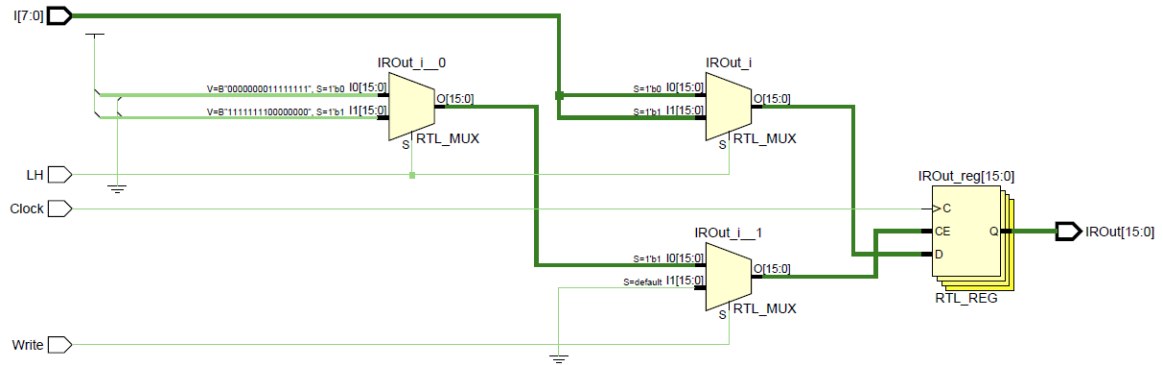 I[7:0]
IROut_i__0
IROut_i
V=B"0000000011111111", S=1'b0 I0[15:0]
O[15:0]
S=1'b0 I0[15:0]
O[15:0]
V=B"1111111100000000", S=1'b1 I1[15:0]
S=1'b1 I1[15:0]
S
RTL_MUX
S
RTL_MUX
LH
IROut_reg[15:0]
Clock
C
IROut_i__1
CE
Q
IROut[15:0]
S=1'b1 I0[15:0]
O[15:0]
D
S=default I1[15:0]
RTL_REG
S
RTL_MUX
Write